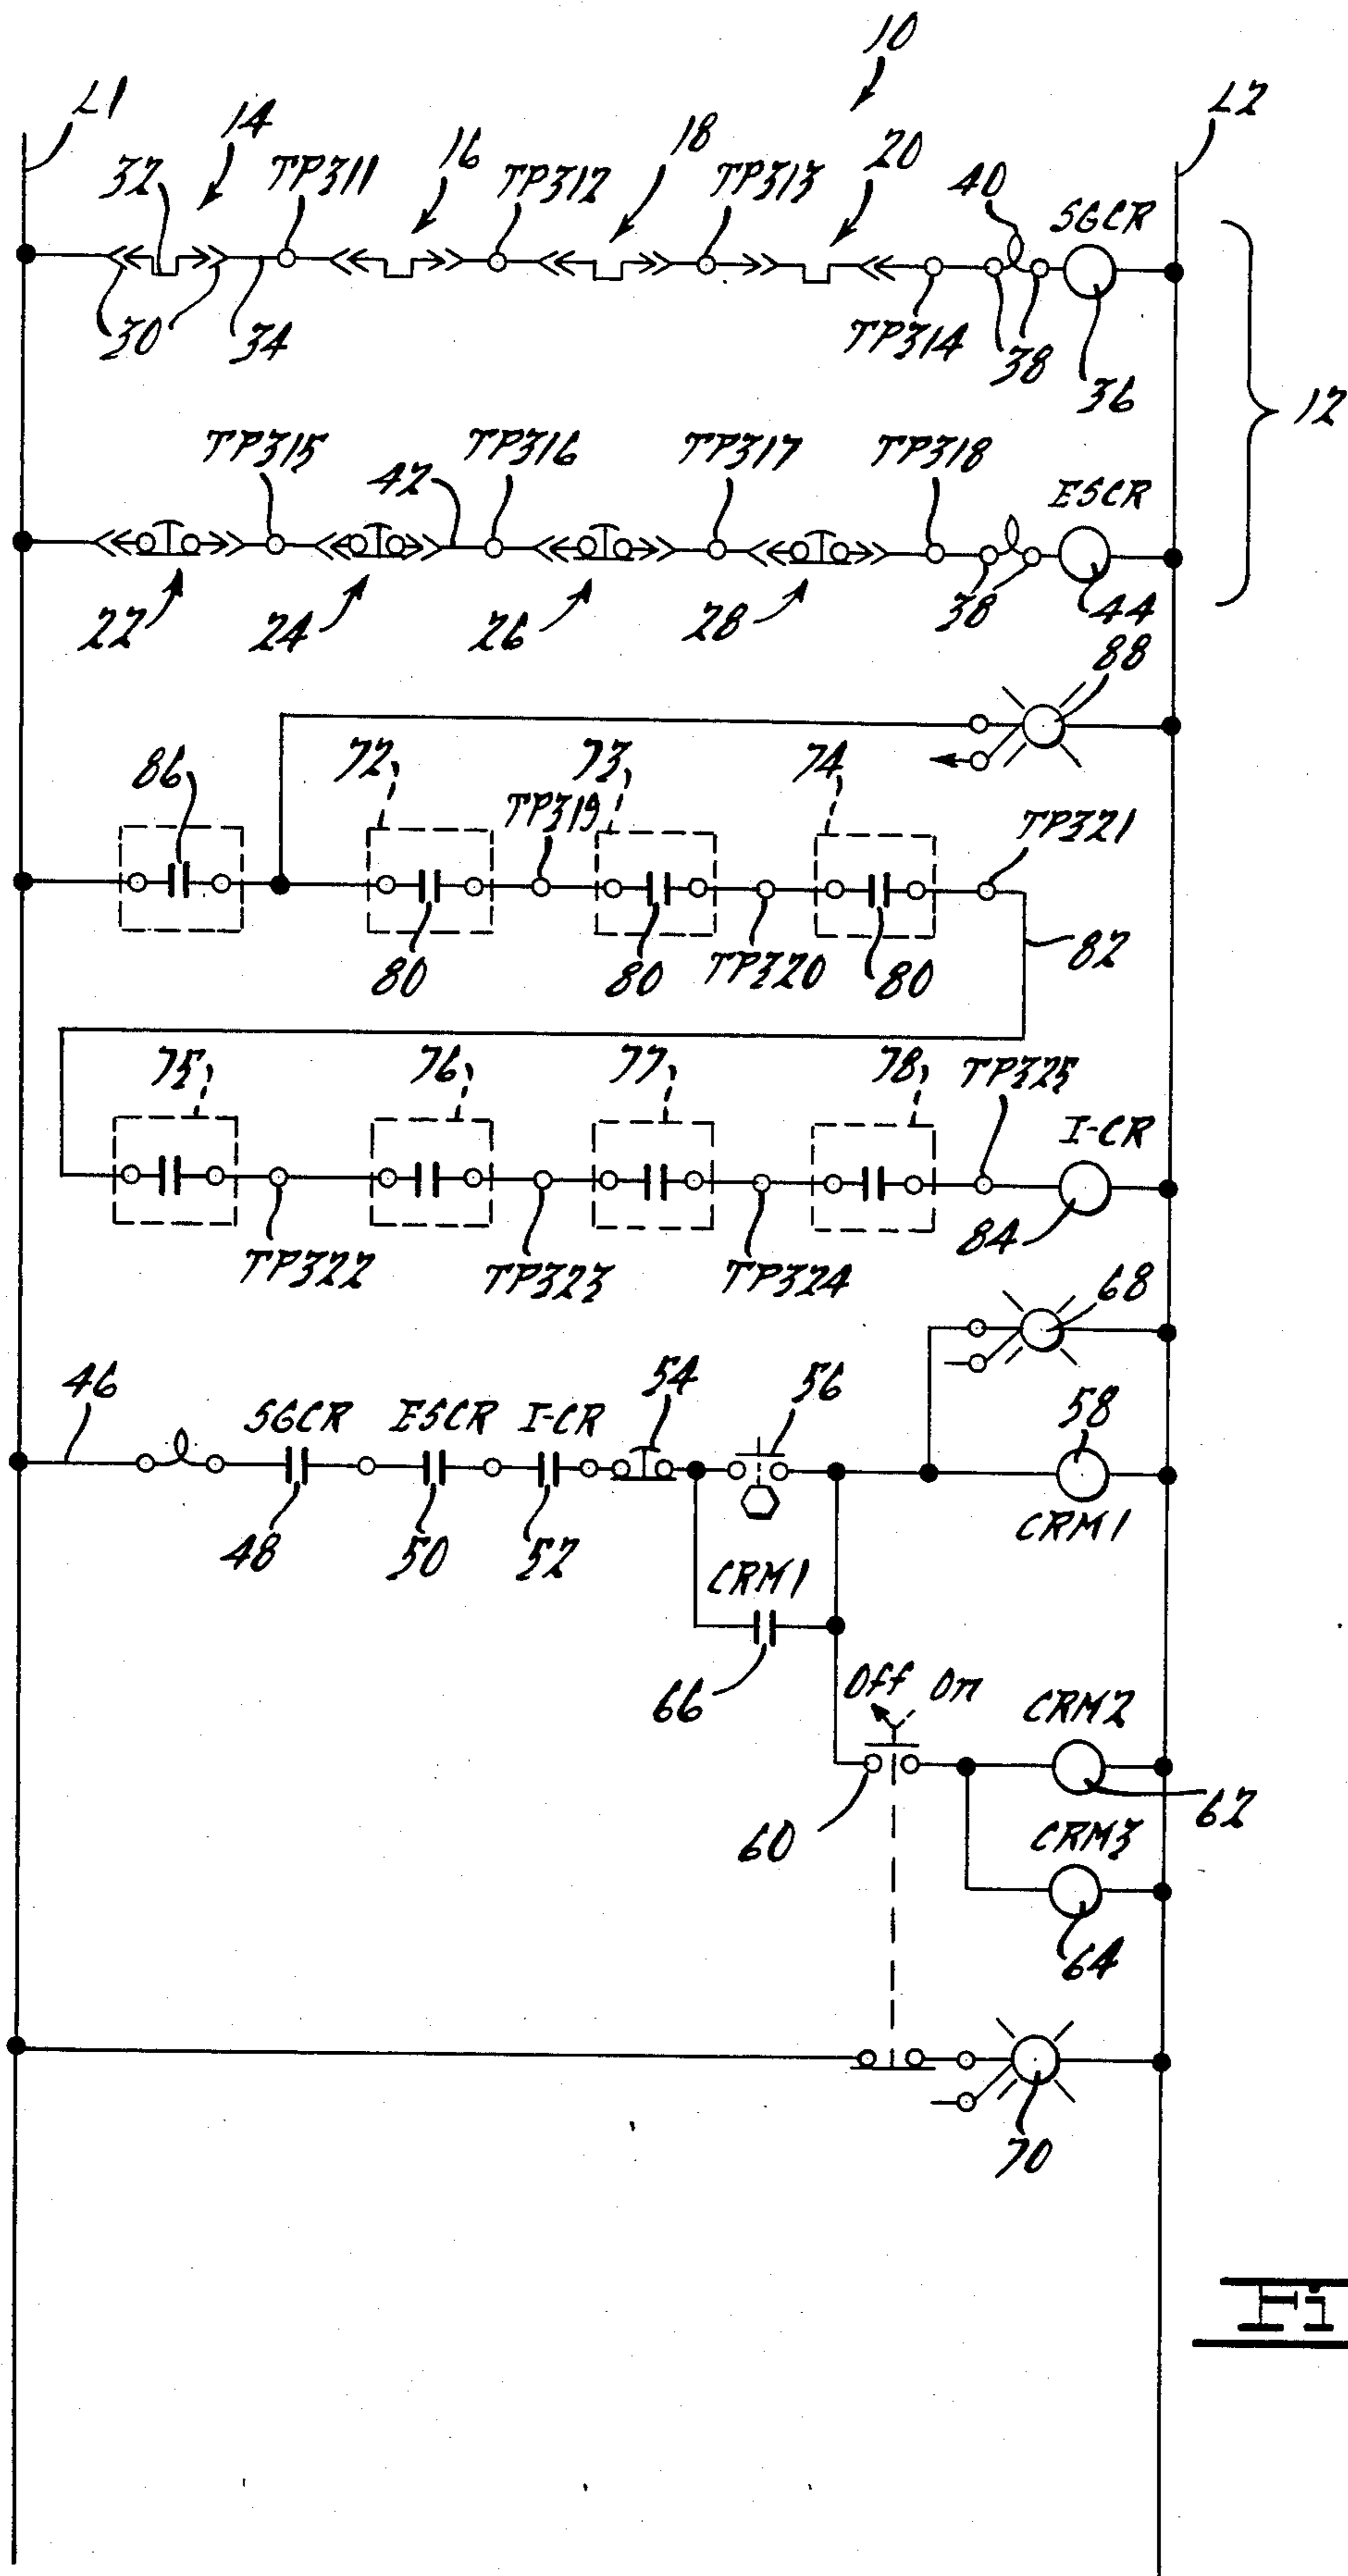 10
L1
14
L2
32
TP311
16
TP312
18
TP313
20
40
SGCR
30
34
TP314
38
36
12
TP315
42
TP316
TP317
TP318
ESCR
22
24
26
28
38
44
88
86
72
TP319
73
74
TP321
80
80
TP320
80
82
75
76
77
78
TP325
I-CR
TP322
TP323
TP324
84
68
46
SGCR
ESCR
I-CR
54
56
58
48
50
52
CRM1
CRM1
66
Off On
CRM2
60
62
CRM3
64
70
Fi